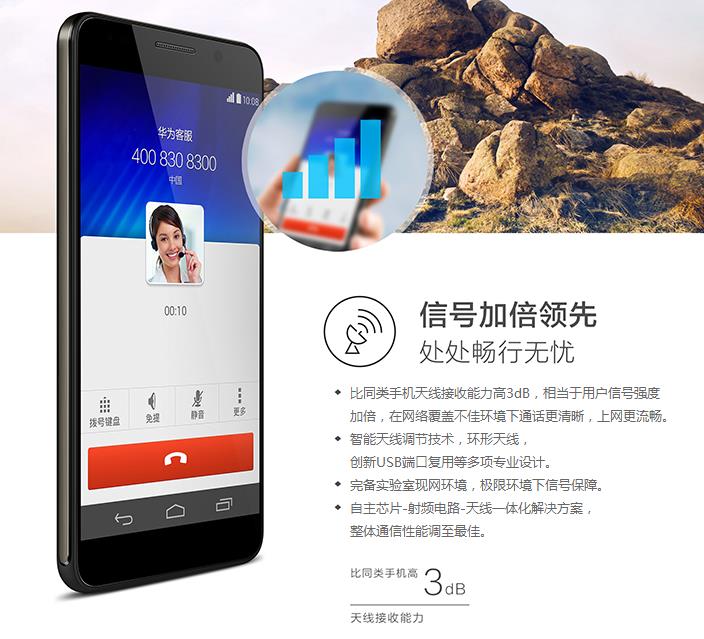 10:08
华为客服
400 830 8300
中国
00:10
拨号键盘 免提 静音 更多
信号加倍领先
处处畅行无忧
比同类手机天线接收能力高3dB，相当于用户信号强度
加倍，在网络覆盖不佳环境下通话更清晰，上网更流畅。
智能天线调节技术，环形天线，
创新USB端口复用等多项专业设计。
完备实验室现网环境，极限环境下信号保障。
自主芯片-射频电路-天线一体化解决方案，
整体通信性能调至最佳。
比同类手机高 3dB
天线接收能力